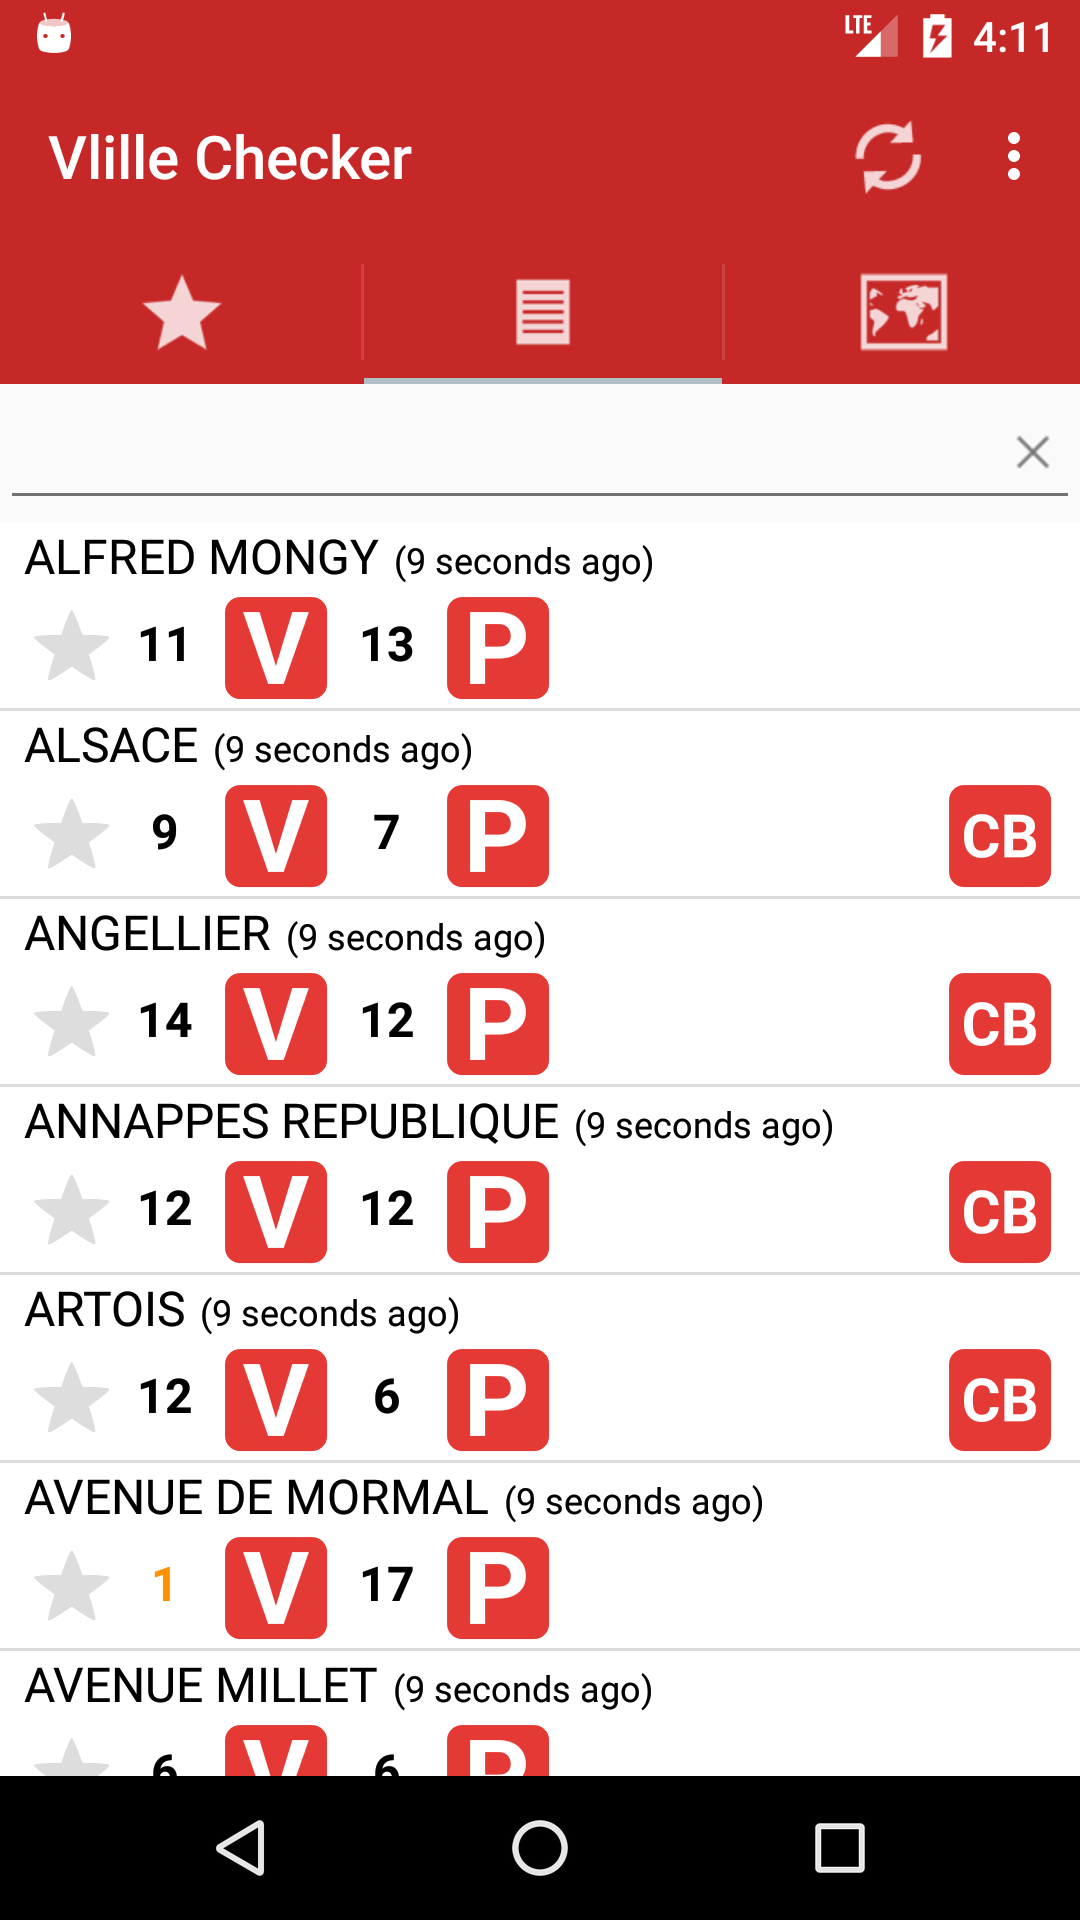 LTE 4:11
Vlille Checker
ALFRED MONGY (9 seconds ago)
11 V 13 P
ALSACE (9 seconds ago)
9 V 7 P CB
ANGELLIER (9 seconds ago)
14 V 12 P CB
ANNAPPES REPUBLIQUE (9 seconds ago)
12 V 12 P CB
ARTOIS (9 seconds ago)
12 V 6 P CB
AVENUE DE MORMAL (9 seconds ago)
1 V 17 P
AVENUE MILLET (9 seconds ago)
6 V 6 P